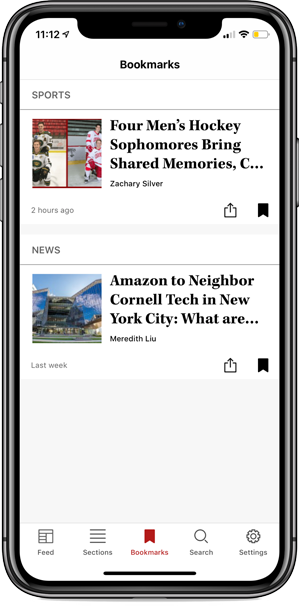 11:12
Bookmarks
SPORTS
Four Men's Hockey
Sophomores Bring
Shared Memories, C...
Zachary Silver
2 hours ago
NEWS
Amazon to Neighbor
Cornell Tech in New
York City: What are...
Meredith Liu
Last week
Feed Sections Bookmarks Search Settings